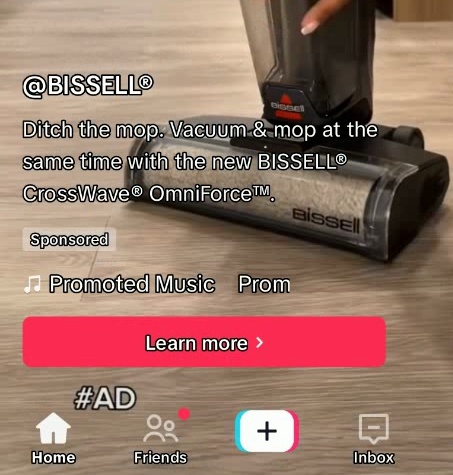 BISSELL
@BISSELL®
Ditch the mop. Vacuum & mop at the
same time with the new BISSELL®
CrossWave® OmniForce™.
BISSELL
Sponsored
Promoted Music Prom
Learn more >
#AD
Home Friends Inbox